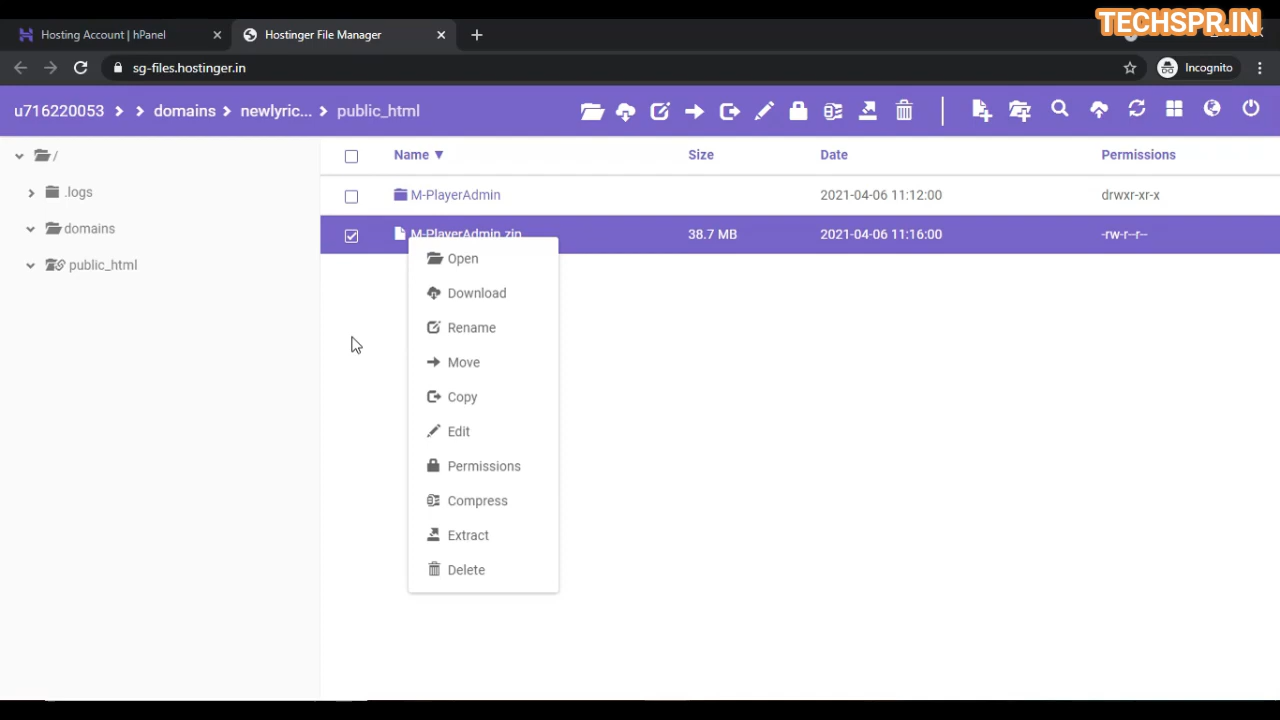 TECHSPR.IN
Hosting Account | hPanel
Hostinger File Manager
sg-files.hostinger.in
Incognito
u716220053 > > domains > newlyric... > public_html
/
.logs
domains
public_html
Name ▼ Size Date Permissions
M-PlayerAdmin 2021-04-06 11:12:00 drwxr-xr-x
M-PlayerAdmin.zip 38.7 MB 2021-04-06 11:16:00 -rw-r--r--
Open
Download
Rename
Move
Copy
Edit
Permissions
Compress
Extract
Delete